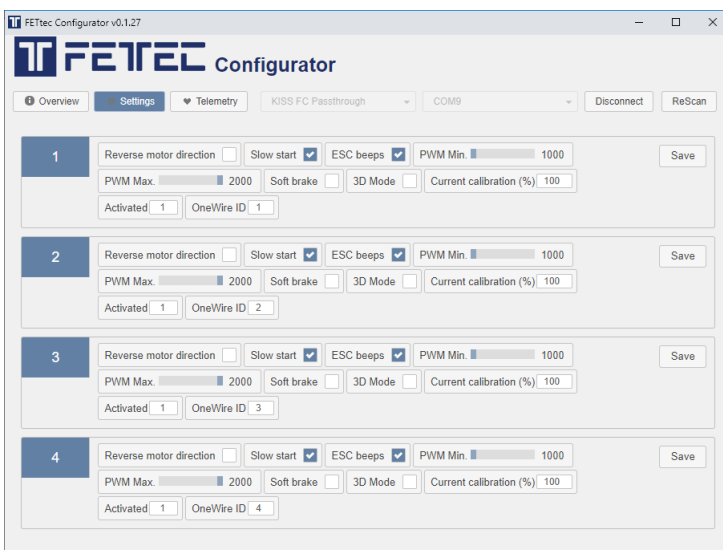 FETtec Configurator v0.1.27
FETTEC Configurator
Overview Settings Telemetry KISS FC Passthrough COM9 Disconnect ReScan
1 Reverse motor direction Slow start ESC beeps PWM Min. 1000 Save
PWM Max. 2000 Soft brake 3D Mode Current calibration (%) 100
Activated 1 OneWire ID 1
2 Reverse motor direction Slow start ESC beeps PWM Min. 1000 Save
PWM Max. 2000 Soft brake 3D Mode Current calibration (%) 100
Activated 1 OneWire ID 2
3 Reverse motor direction Slow start ESC beeps PWM Min. 1000 Save
PWM Max. 2000 Soft brake 3D Mode Current calibration (%) 100
Activated 1 OneWire ID 3
4 Reverse motor direction Slow start ESC beeps PWM Min. 1000 Save
PWM Max. 2000 Soft brake 3D Mode Current calibration (%) 100
Activated 1 OneWire ID 4